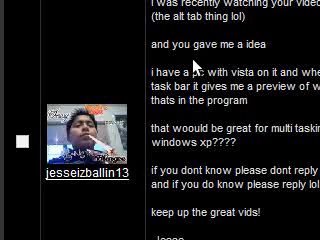 i was recently watching your video
(the alt tab thing lol)
and you gave me a idea
i have a pc with vista on it and whe
task bar it gives me a preview of w
thats in the program
that woould be great for multi taskin
windows xp????
if you dont know please dont reply
and if you do know please reply lol
jesseizballin13
keep up the great vids!